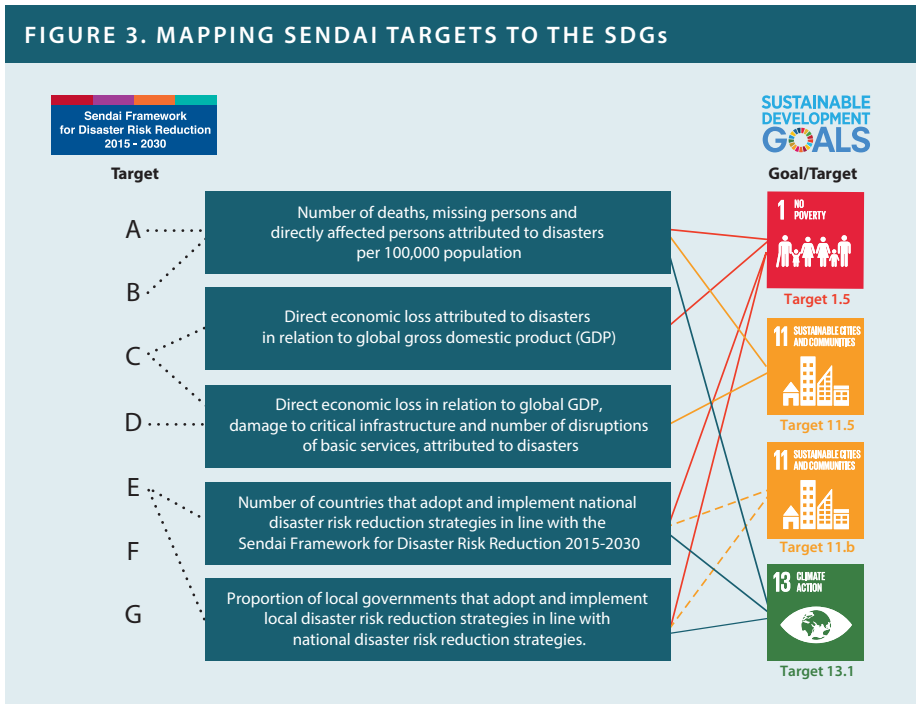 FIGURE 3. MAPPING SENDAI TARGETS TO THE SDGs
Sendai Framework
for Disaster Risk Reduction
2015 - 2030
SUSTAINABLE
DEVELOPMENT
GOALS
Target
Goal/Target
A
B
C
D
E
F
G
Number of deaths, missing persons and
directly affected persons attributed to disasters
per 100,000 population
Direct economic loss attributed to disasters
in relation to global gross domestic product (GDP)
Direct economic loss in relation to global GDP,
damage to critical infrastructure and number of disruptions
of basic services, attributed to disasters
Number of countries that adopt and implement national
disaster risk reduction strategies in line with the
Sendai Framework for Disaster Risk Reduction 2015-2030
Proportion of local governments that adopt and implement
local disaster risk reduction strategies in line with
national disaster risk reduction strategies.
1 NO
POVERTY
Target 1.5
11 SUSTAINABLE CITIES
AND COMMUNITIES
Target 11.5
11 SUSTAINABLE CITIES
AND COMMUNITIES
Target 11.b
13 CLIMATE
ACTION
Target 13.1